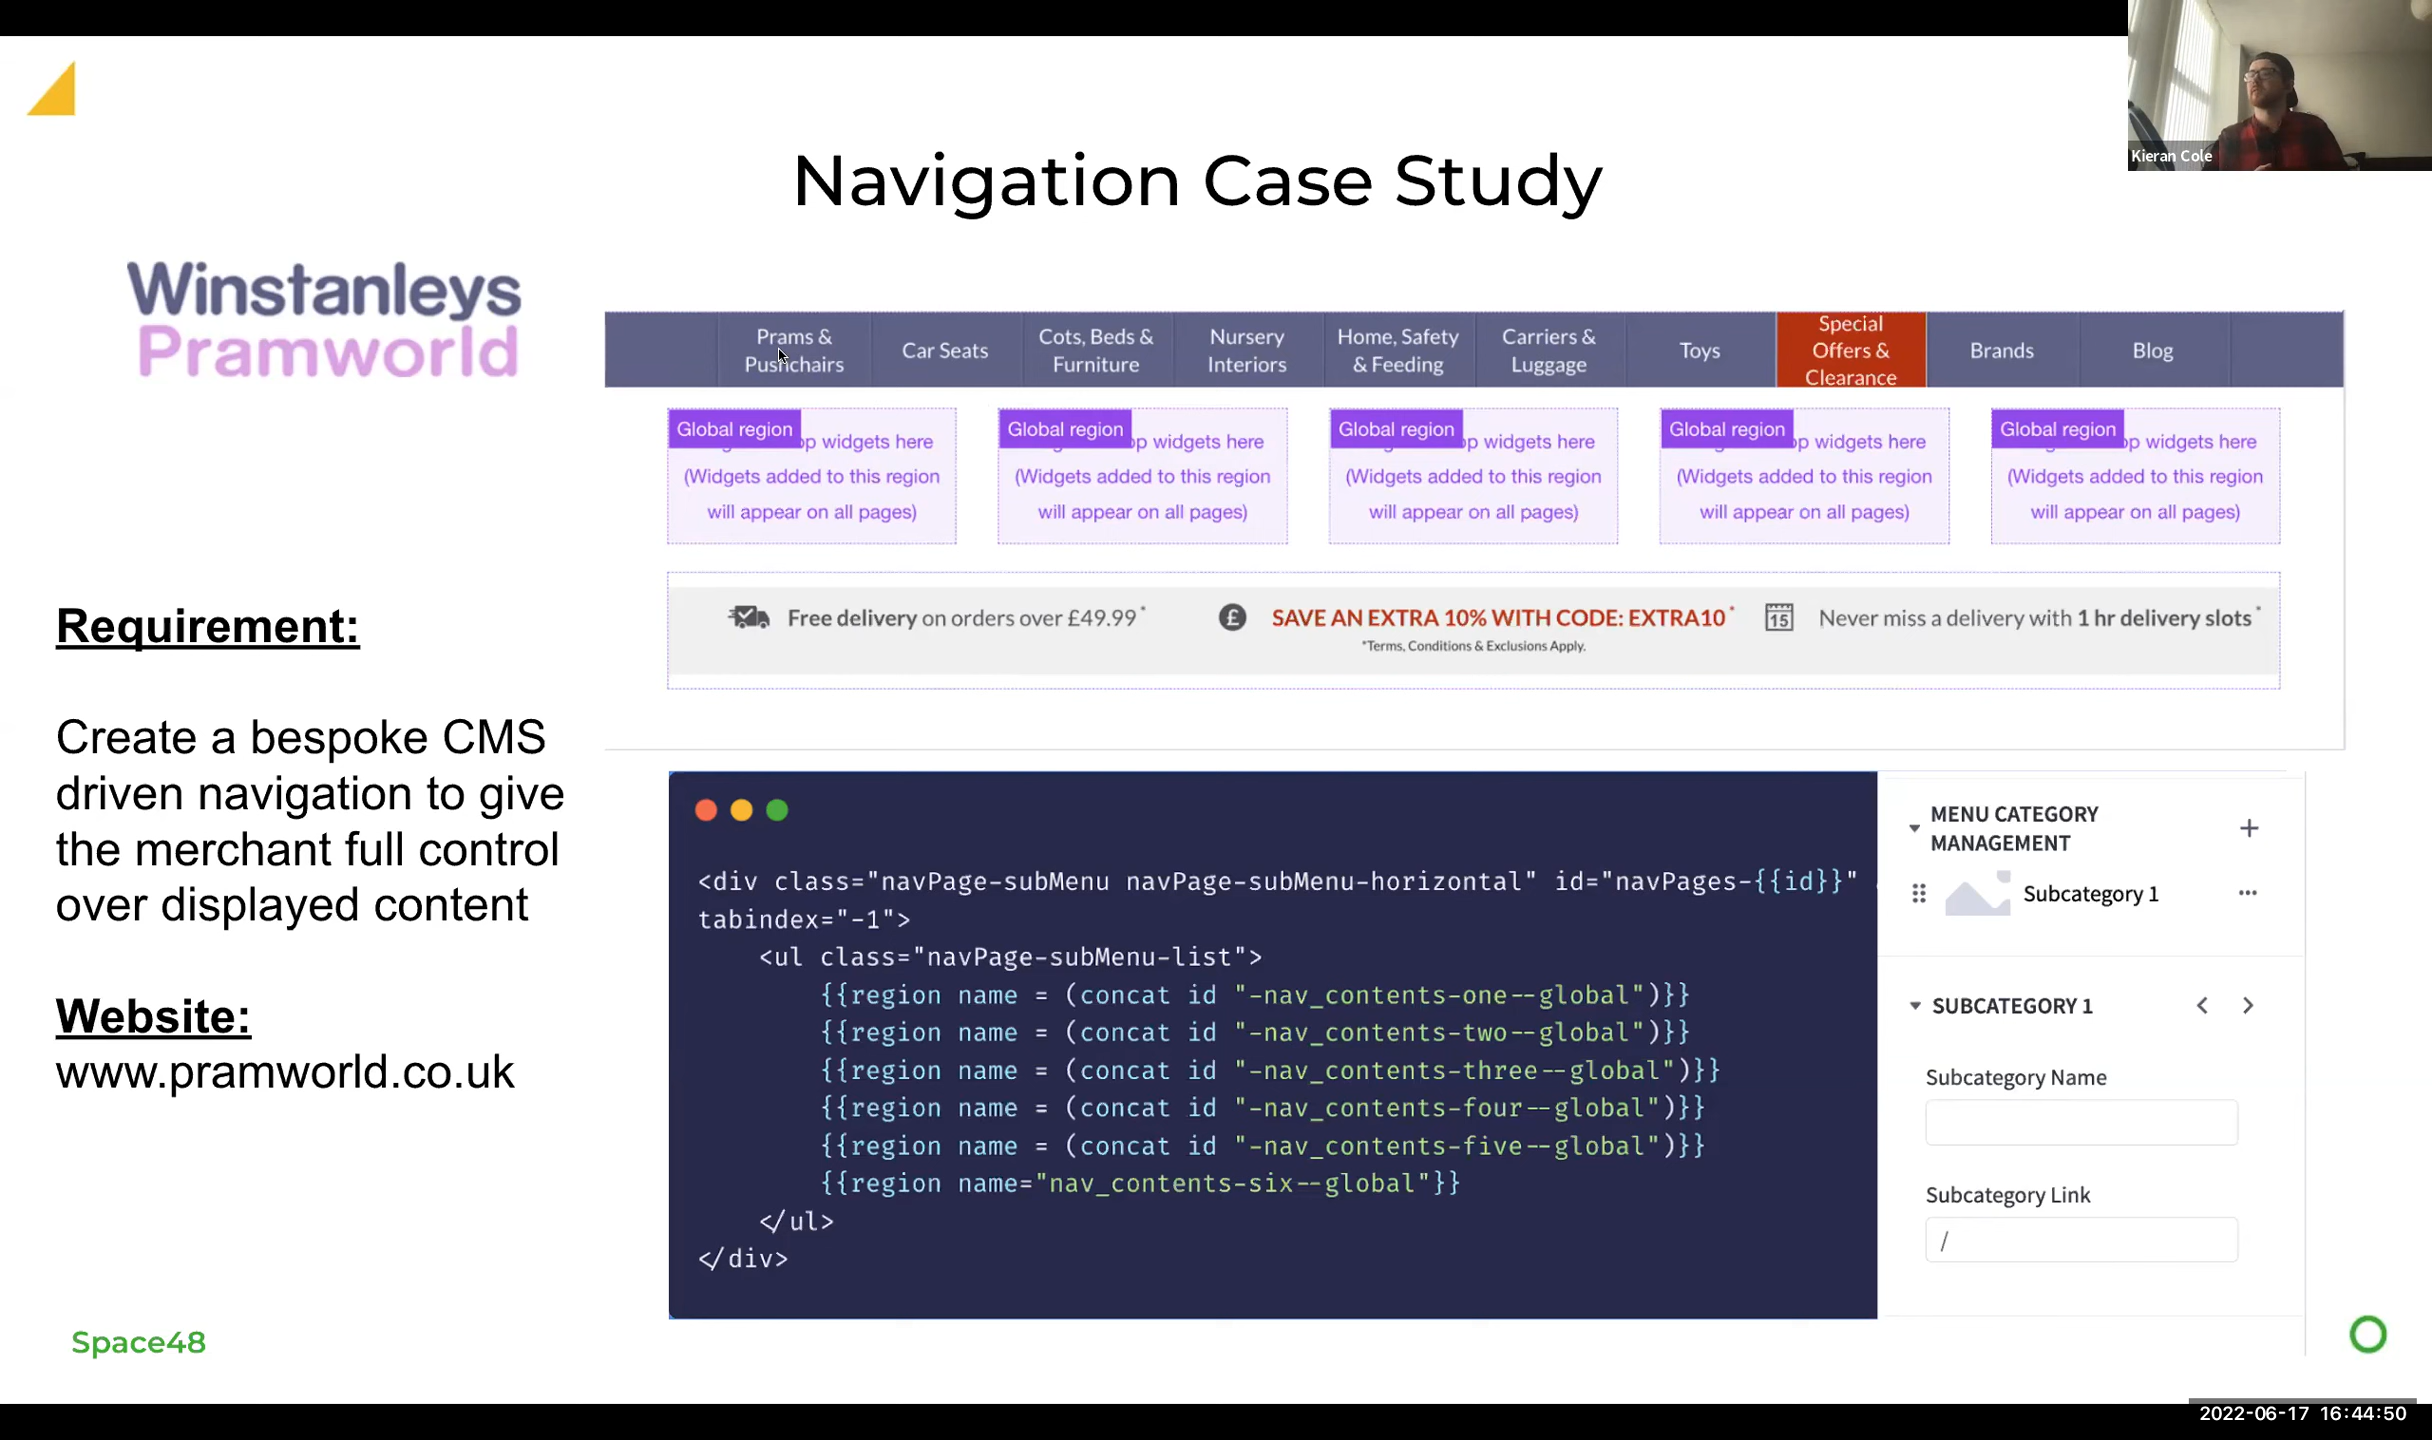 Kieran Cole
Navigation Case Study
Winstanleys
Pramworld
Prams &
Pushchairs
Car Seats
Cots, Beds &
Furniture
Nursery
Interiors
Home, Safety
& Feeding
Carriers &
Luggage
Toys
Special
Offers &
Clearance
Brands
Blog
Global region
op widgets here
(Widgets added to this region
will appear on all pages)
Global region
op widgets here
(Widgets added to this region
will appear on all pages)
Global region
op widgets here
(Widgets added to this region
will appear on all pages)
Global region
op widgets here
(Widgets added to this region
will appear on all pages)
Global region
op widgets here
(Widgets added to this region
will appear on all pages)
Free delivery on orders over £49.99*
£
SAVE AN EXTRA 10% WITH CODE: EXTRA10*
*Terms, Conditions & Exclusions Apply.
15
Never miss a delivery with 1 hr delivery slots*
Requirement:
Create a bespoke CMS
driven navigation to give
the merchant full control
over displayed content
Website:
www.pramworld.co.uk
<div class="navPage-subMenu navPage-subMenu-horizontal" id="navPages-{{id}}"
tabindex="-1">
<ul class="navPage-subMenu-list">
{{region name = (concat id "-nav_contents-one--global")}}
{{region name = (concat id "-nav_contents-two--global")}}
{{region name = (concat id "-nav_contents-three--global")}}
{{region name = (concat id "-nav_contents-four--global")}}
{{region name = (concat id "-nav_contents-five--global")}}
{{region name="nav_contents-six--global"}}
</ul>
</div>
MENU CATEGORY
MANAGEMENT
+
Subcategory 1
SUBCATEGORY 1
Subcategory Name
Subcategory Link
/
Space48
2022-06-17 16:44:50